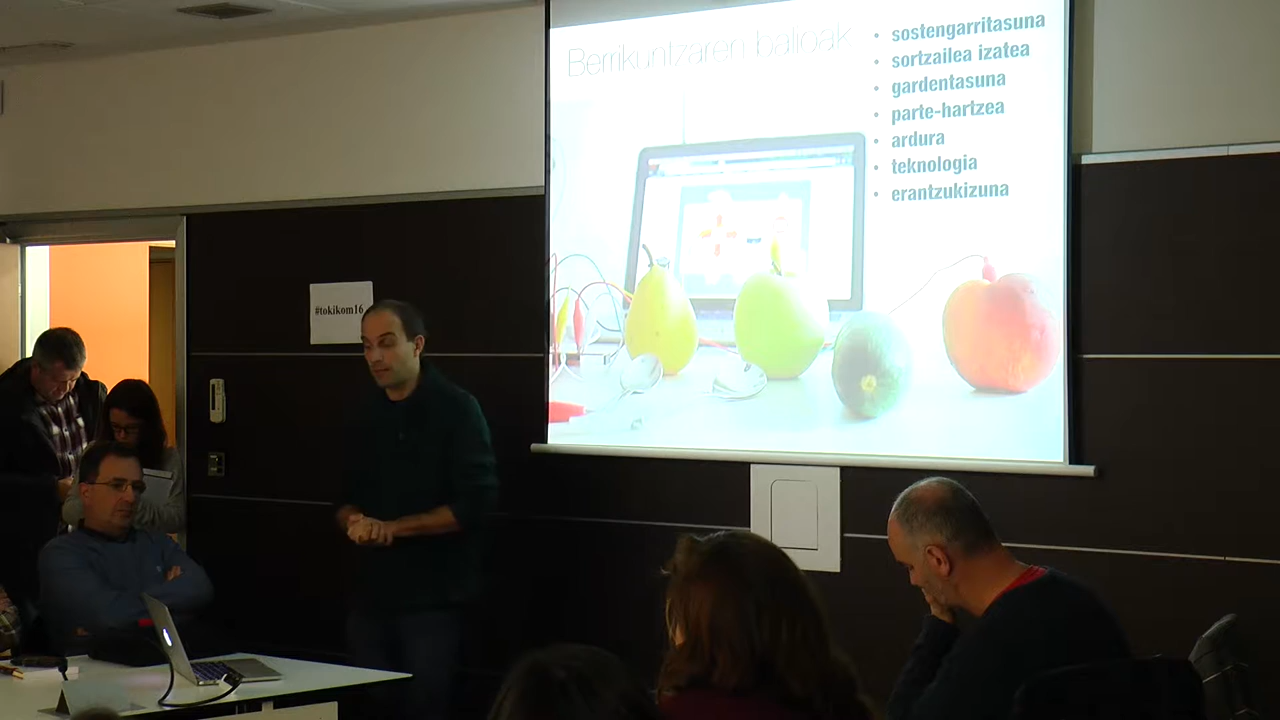 Berrikuntzaren balioak
• sostengarritasuna
• sortzailea izatea
• gardentasuna
• parte-hartzea
• ardura
• teknologia
• erantzukizuna
#tokikom16